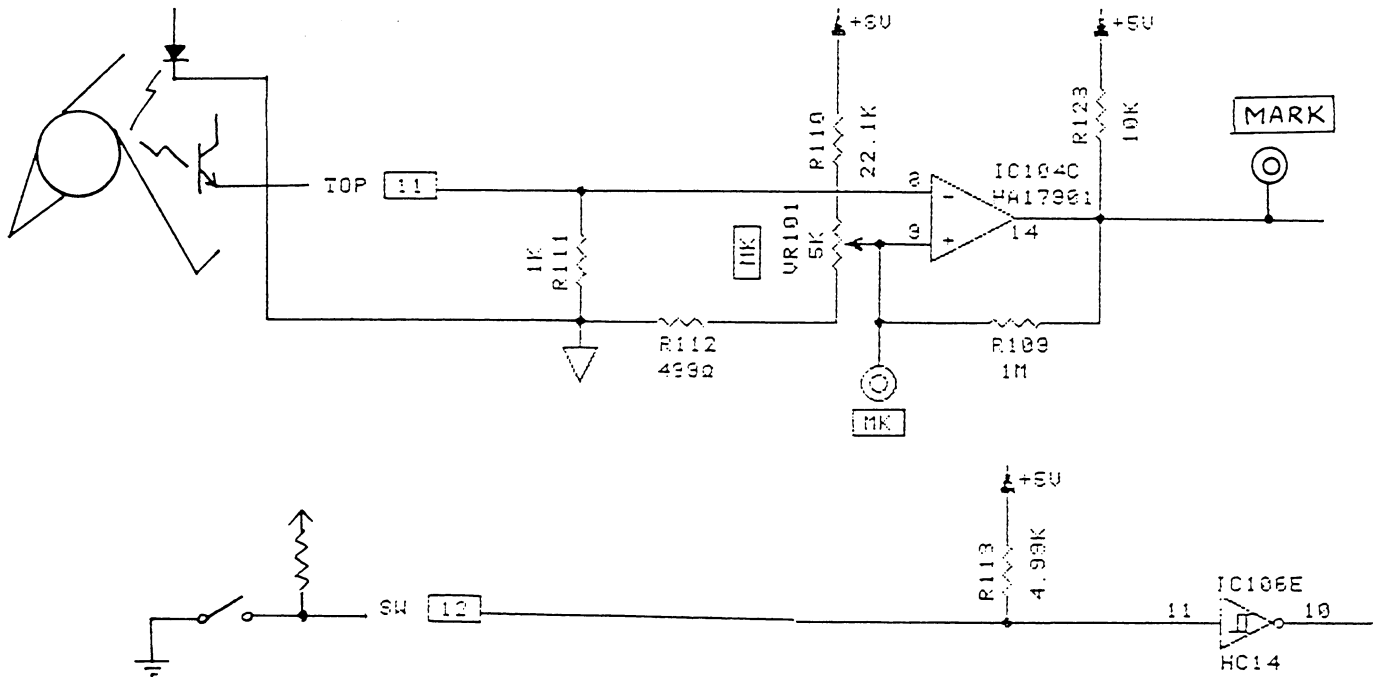 +5V
+5V
R110
22.1K
R123
10K
MARK
TOP 11
IC104C
HA17901
8
-
9
+
14
1K
R111
MK
VR101
5K
R112
499Ω
R109
1M
MK
+5V
R113
4.99K
SW 12
IC106E
11
10
HC14